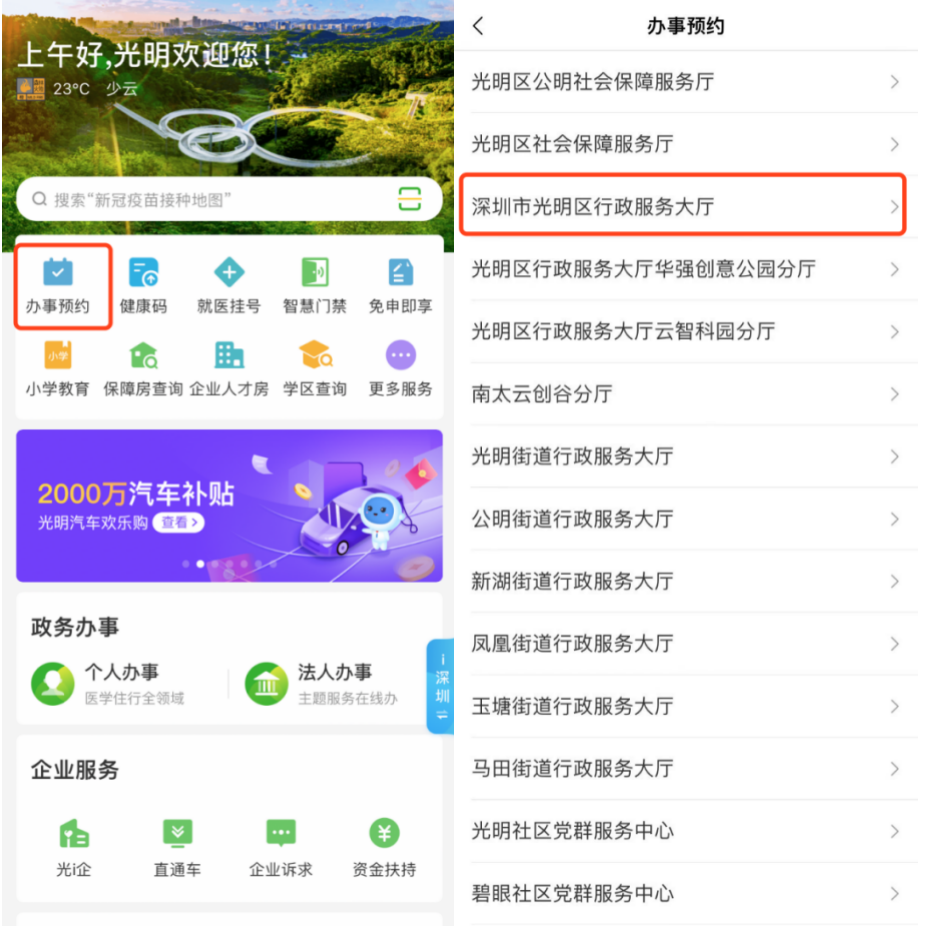 上午好,光明欢迎您!
23°C 少云
搜索“新冠疫苗接种地图”
办事预约 健康码 就医挂号 智慧门禁 免申即享
小学
小学教育 保障房查询 企业人才房 学区查询 更多服务
2000万汽车补贴
光明汽车欢乐购 查看>
政务办事
个人办事 法人办事
医学住行全领域 主题服务在线办
i深圳
企业服务
光i企 直通车 企业诉求 资金扶持
办事预约
光明区公明社会保障服务厅
光明区社会保障服务厅
深圳市光明区行政服务大厅
光明区行政服务大厅华强创意公园分厅
光明区行政服务大厅云智科园分厅
南太云创谷分厅
光明街道行政服务大厅
公明街道行政服务大厅
新湖街道行政服务大厅
凤凰街道行政服务大厅
玉塘街道行政服务大厅
马田街道行政服务大厅
光明社区党群服务中心
碧眼社区党群服务中心